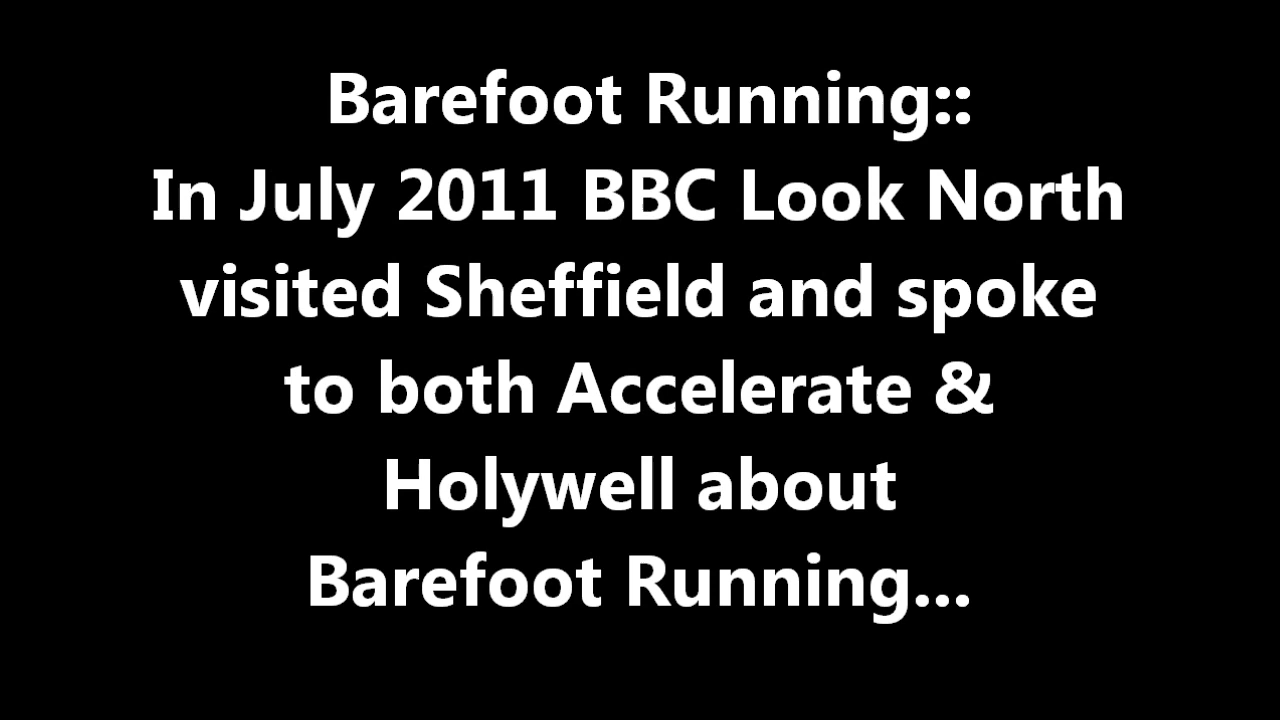 Barefoot Running::
In July 2011 BBC Look North
visited Sheffield and spoke
to both Accelerate &
Holywell about
Barefoot Running...